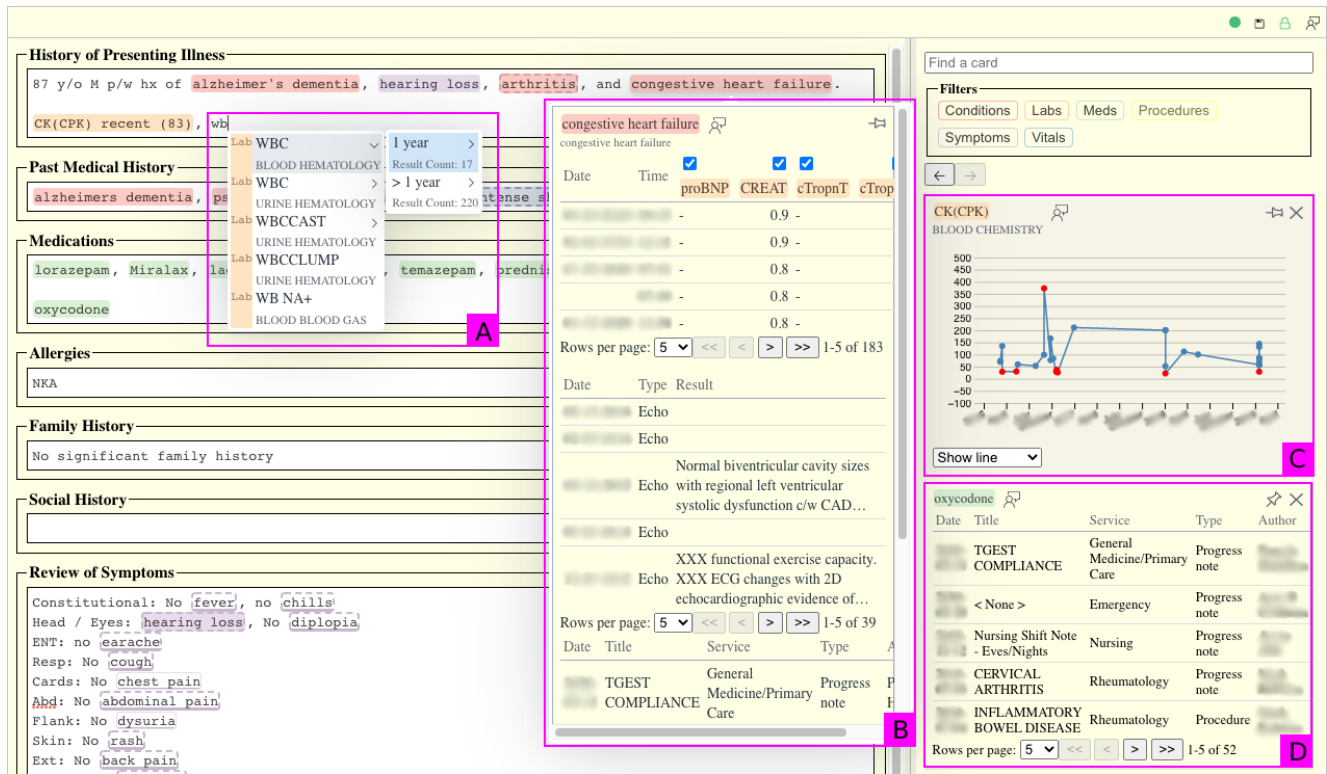 History of Presenting Illness
87 y/o M p/w hx of alzheimer's dementia, hearing loss, arthritis, and congestive heart failure.
CK(CPK) recent (83), wb
Lab WBC
BLOOD HEMATOLOGY
Lab WBC
URINE HEMATOLOGY
Lab WBCCAST
URINE HEMATOLOGY
Lab WBCCLUMP
URINE HEMATOLOGY
Lab WB NA+
BLOOD BLOOD GAS
1 year >
Result Count: 17
> 1 year >
Result Count: 220
A
Past Medical History
alzheimers dementia, ps
Medications
lorazepam, Miralax, la , temazepam, prednis
oxycodone
Allergies
NKA
Family History
No significant family history
Social History
Review of Symptoms
Constitutional: No fever, no chills
Head / Eyes: hearing loss, No diplopia
ENT: no earache
Resp: No cough
Cards: No chest pain
Abd: No abdominal pain
Flank: No dysuria
Skin: No rash
Ext: No back pain
congestive heart failure
congestive heart failure
Date Time proBNP CREAT cTropnT cTrop
- 0.9 -
- 0.9 -
- 0.8 -
- 0.8 -
- 0.8 -
Rows per page: 5 << < > >> 1-5 of 183
Date Type Result
Echo
Echo
Echo Normal biventricular cavity sizes
with regional left ventricular
systolic dysfunction c/w CAD…
Echo
Echo XXX functional exercise capacity.
XXX ECG changes with 2D
echocardiographic evidence of…
Rows per page: 5 << < > >> 1-5 of 39
Date Title Service Type A
TGEST COMPLIANCE General Medicine/Primary Care Progress note
B
Find a card
Filters
Conditions Labs Meds Procedures
Symptoms Vitals
← →
CK(CPK)
BLOOD CHEMISTRY
500
450
400
350
300
250
200
150
100
50
0
−50
−100
Show line
C
oxycodone
Date Title Service Type Author
TGEST COMPLIANCE General Medicine/Primary Care Progress note
< None > Emergency Progress note
Nursing Shift Note - Eves/Nights Nursing Progress note
CERVICAL ARTHRITIS Rheumatology Progress note
INFLAMMATORY BOWEL DISEASE Rheumatology Procedure
Rows per page: 5 << < > >> 1-5 of 52
D